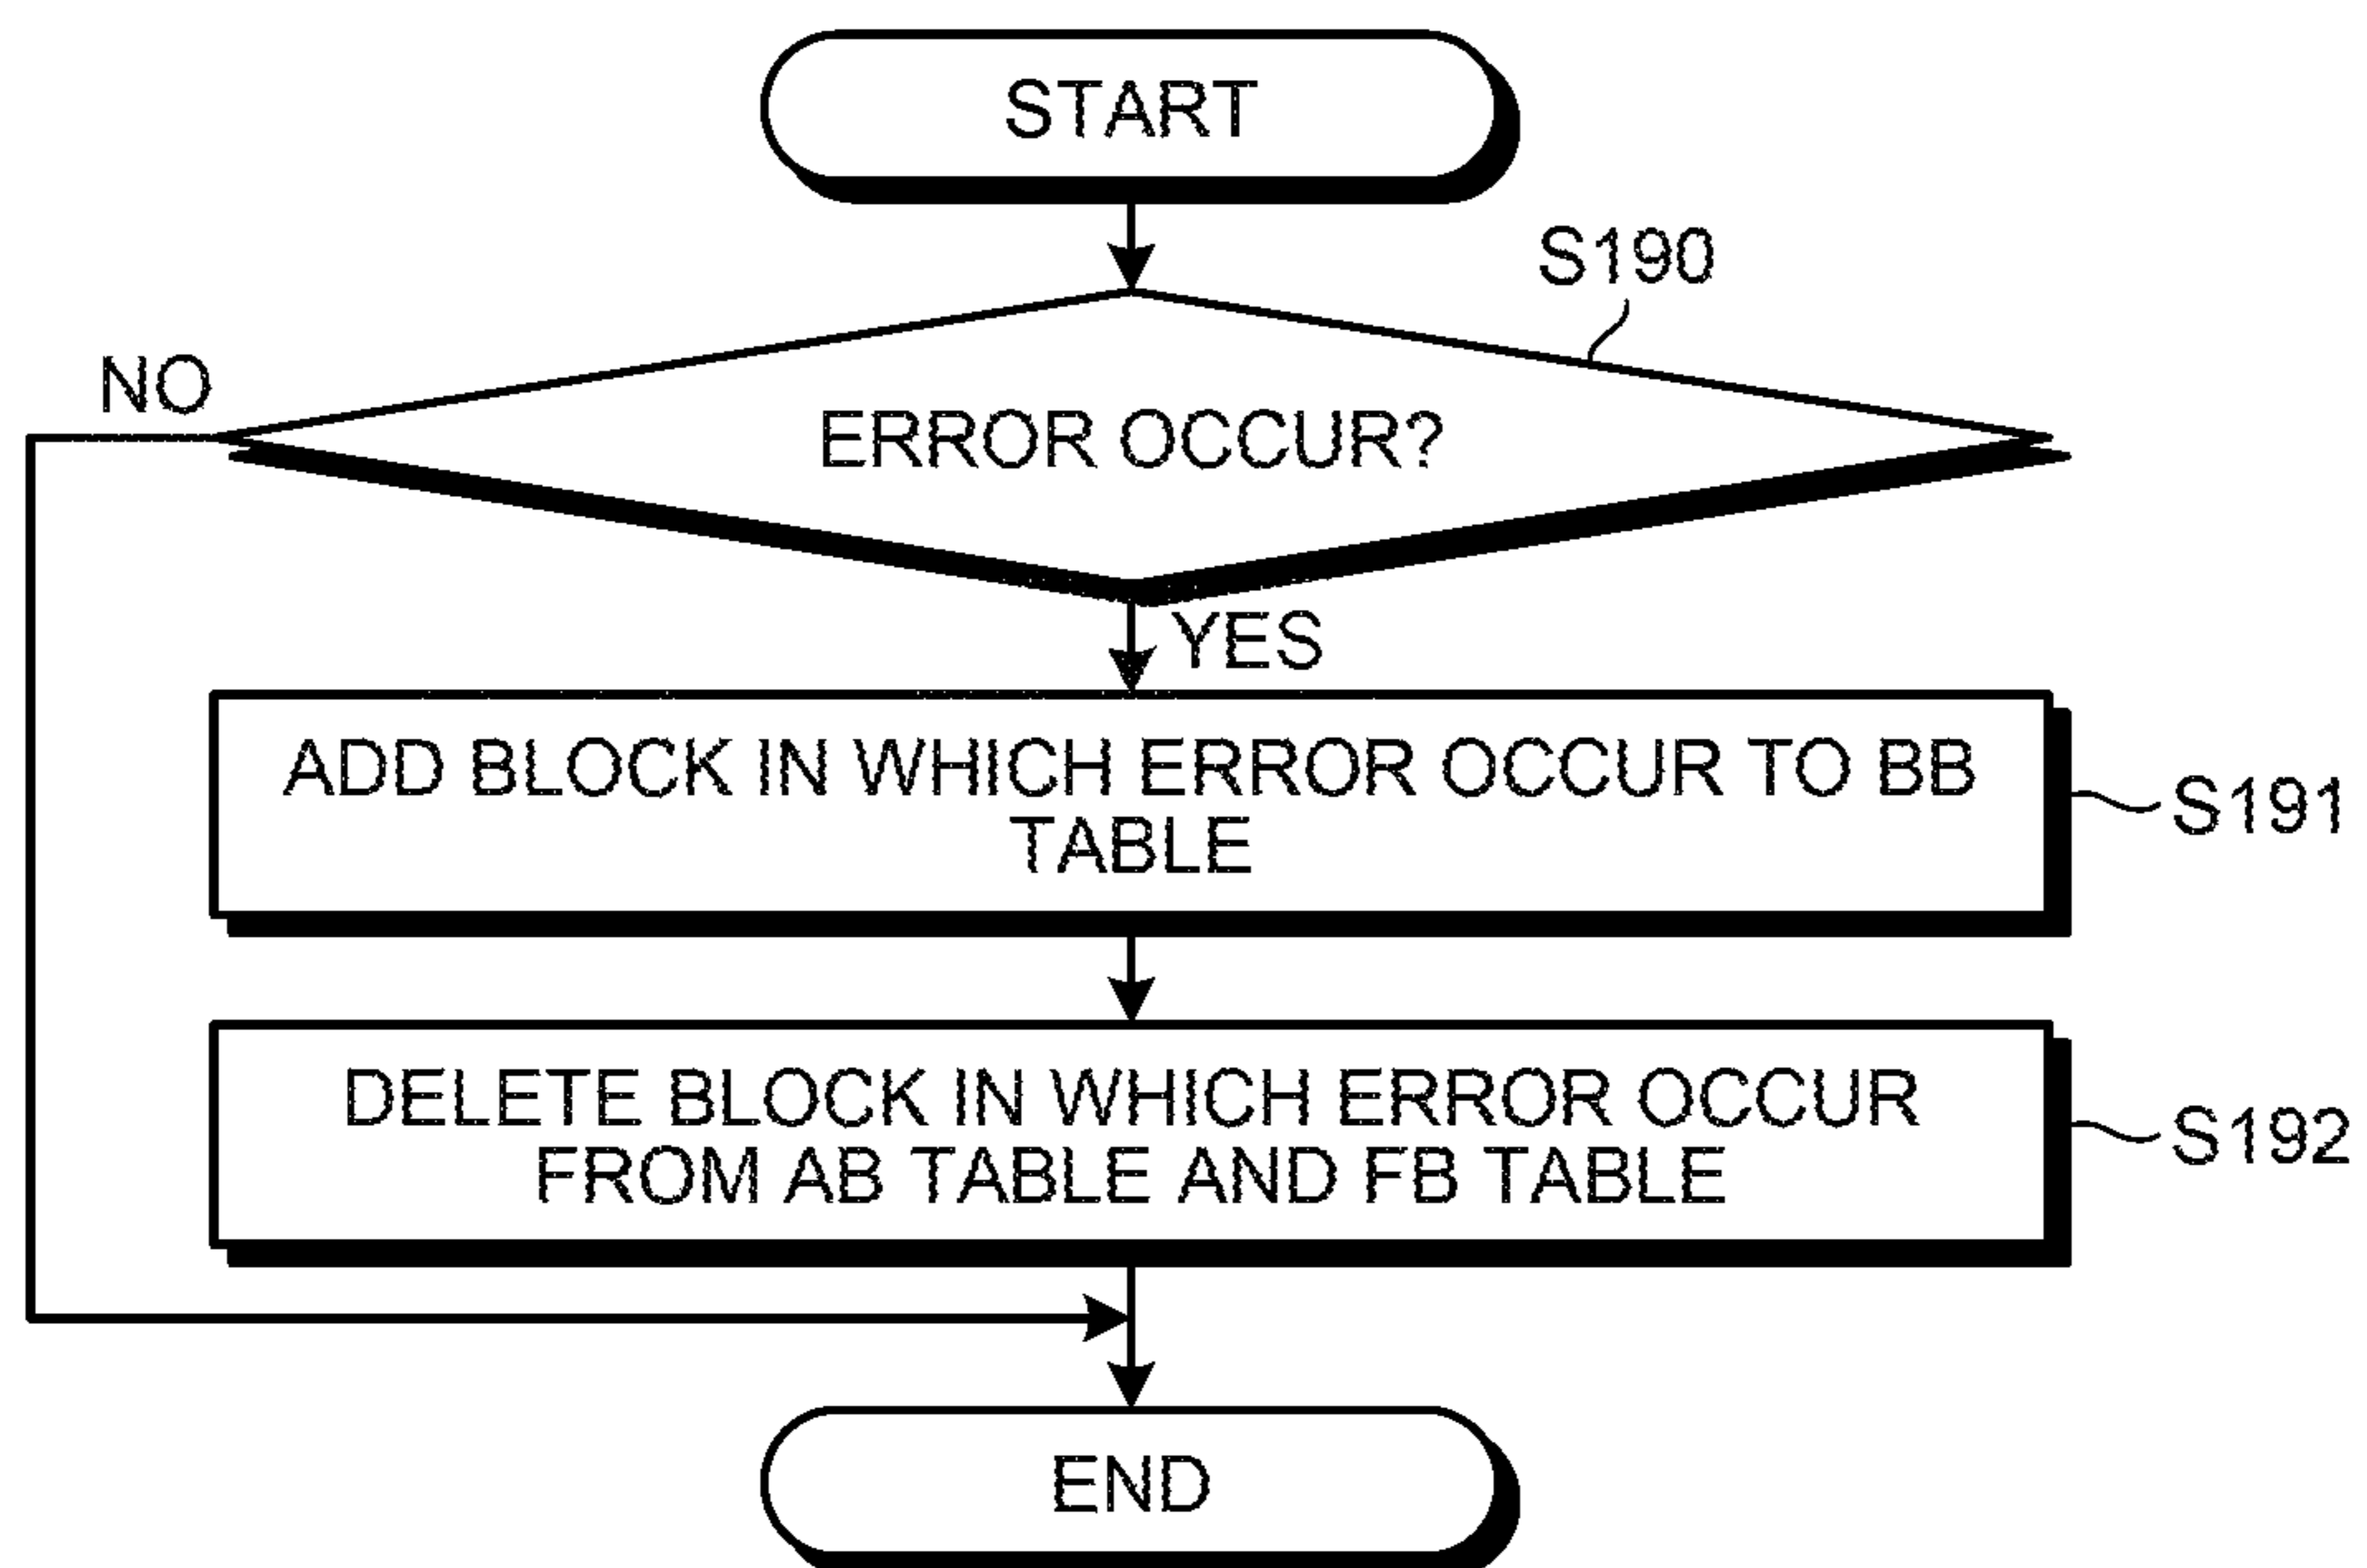 START
S190
NO
ERROR OCCUR?
YES
ADD BLOCK IN WHICH ERROR OCCUR TO BB
TABLE
S191
DELETE BLOCK IN WHICH ERROR OCCUR
FROM AB TABLE AND FB TABLE
S192
END